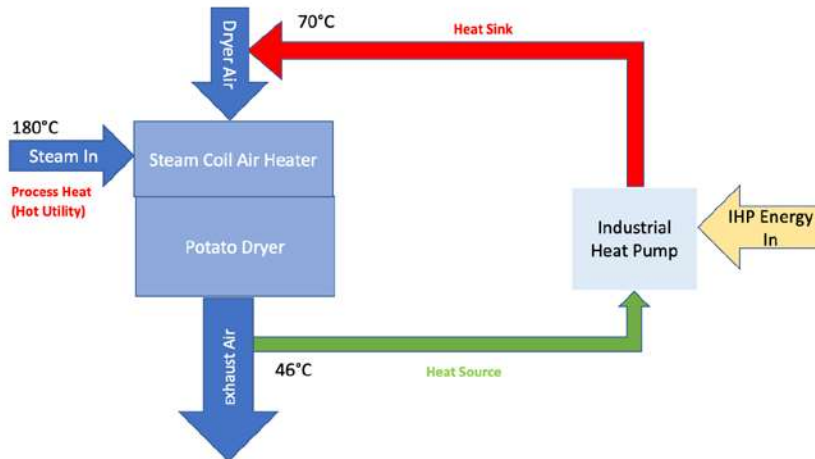 70°C
Heat Sink
Dryer Air
180°C
Steam In
Steam Coil Air Heater
Process Heat
(Hot Utility)
Potato Dryer
Industrial
Heat Pump
IHP Energy
In
Exhaust Air
46°C
Heat Source